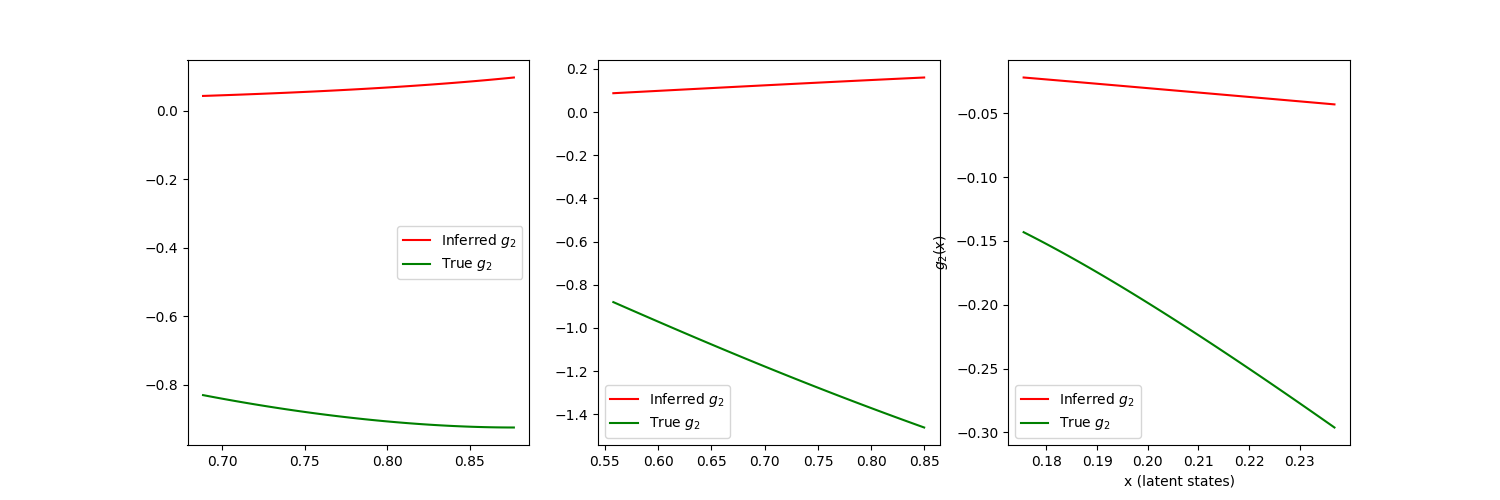 0.0
−0.2
−0.4
−0.6
−0.8
0.70 0.75 0.80 0.85
Inferred g₂
True g₂
0.2
0.0
−0.2
−0.4
−0.6
−0.8
−1.0
−1.2
−1.4
0.55 0.60 0.65 0.70 0.75 0.80 0.85
Inferred g₂
True g₂
g₂(x)
−0.05
−0.10
−0.15
−0.20
−0.25
−0.30
0.18 0.19 0.20 0.21 0.22 0.23
x (latent states)
Inferred g₂
True g₂